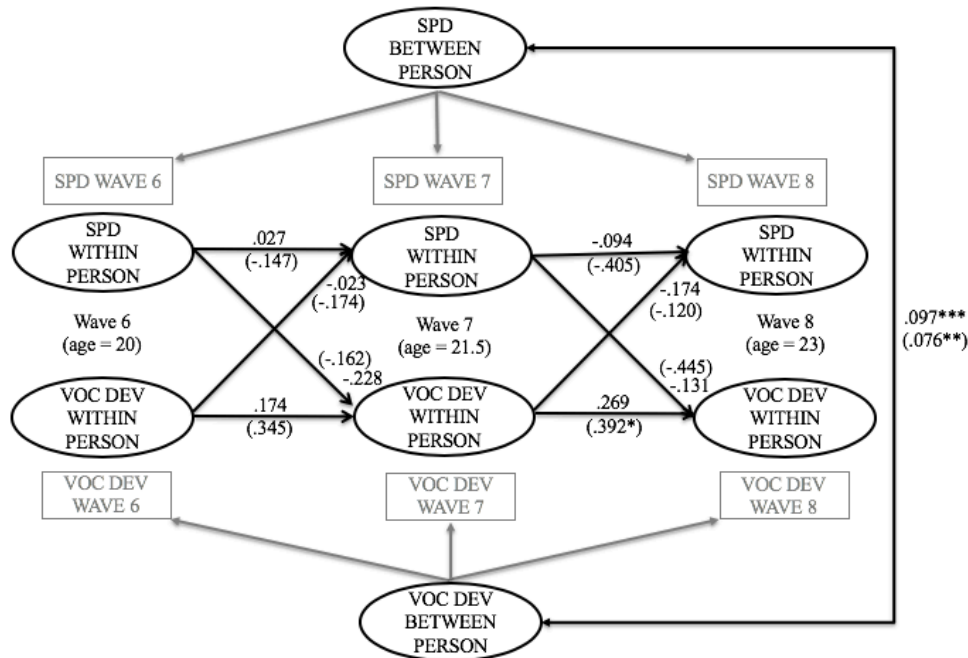 SPD
BETWEEN
PERSON
SPD WAVE 6
SPD WAVE 7
SPD WAVE 8
SPD
WITHIN
PERSON
.027
(-.147)
SPD
WITHIN
PERSON
-.094
(-.405)
SPD
WITHIN
PERSON
-.023
(-.174)
-.174
(-.120)
Wave 6
(age = 20)
Wave 7
(age = 21.5)
Wave 8
(age = 23)
.097***
(.076**)
(-.162)
-.228
(-.445)
-.131
VOC DEV
WITHIN
PERSON
.174
(.345)
VOC DEV
WITHIN
PERSON
.269
(.392*)
VOC DEV
WITHIN
PERSON
VOC DEV
WAVE 6
VOC DEV
WAVE 7
VOC DEV
WAVE 8
VOC DEV
BETWEEN
PERSON